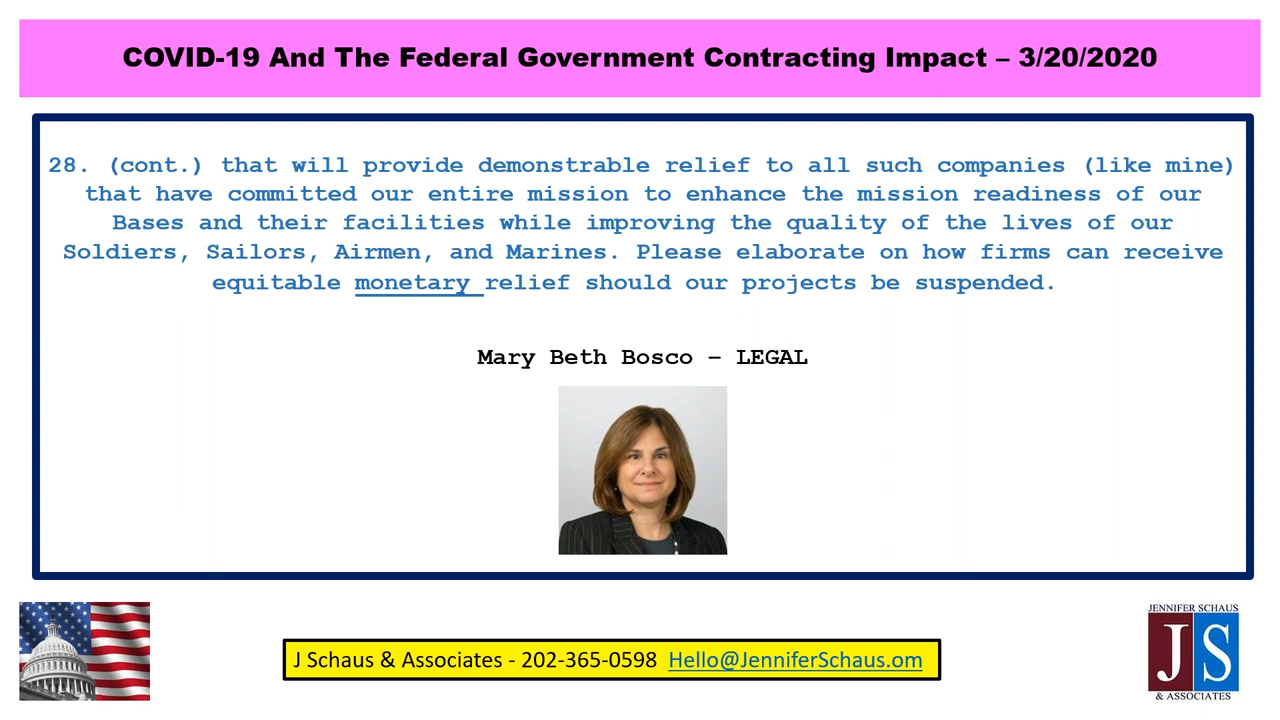 COVID-19 And The Federal Government Contracting Impact – 3/20/2020
28. (cont.) that will provide demonstrable relief to all such companies (like mine)
that have committed our entire mission to enhance the mission readiness of our
Bases and their facilities while improving the quality of the lives of our
Soldiers, Sailors, Airmen, and Marines. Please elaborate on how firms can receive
equitable monetary relief should our projects be suspended.
Mary Beth Bosco – LEGAL
J Schaus & Associates - 202-365-0598 Hello@JenniferSchaus.om
JENNIFER SCHAUS
JS
& ASSOCIATES